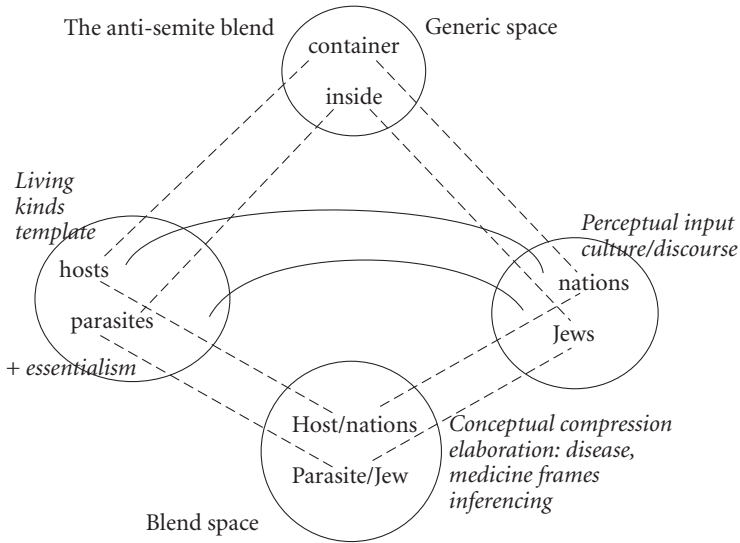 The anti-semite blend
Generic space
container
inside
Living
kinds
template
hosts
parasites
+ essentialism
Perceptual input
culture/discourse
nations
Jews
Host/nations
Parasite/Jew
Conceptual compression
elaboration: disease,
medicine frames
inferencing
Blend space